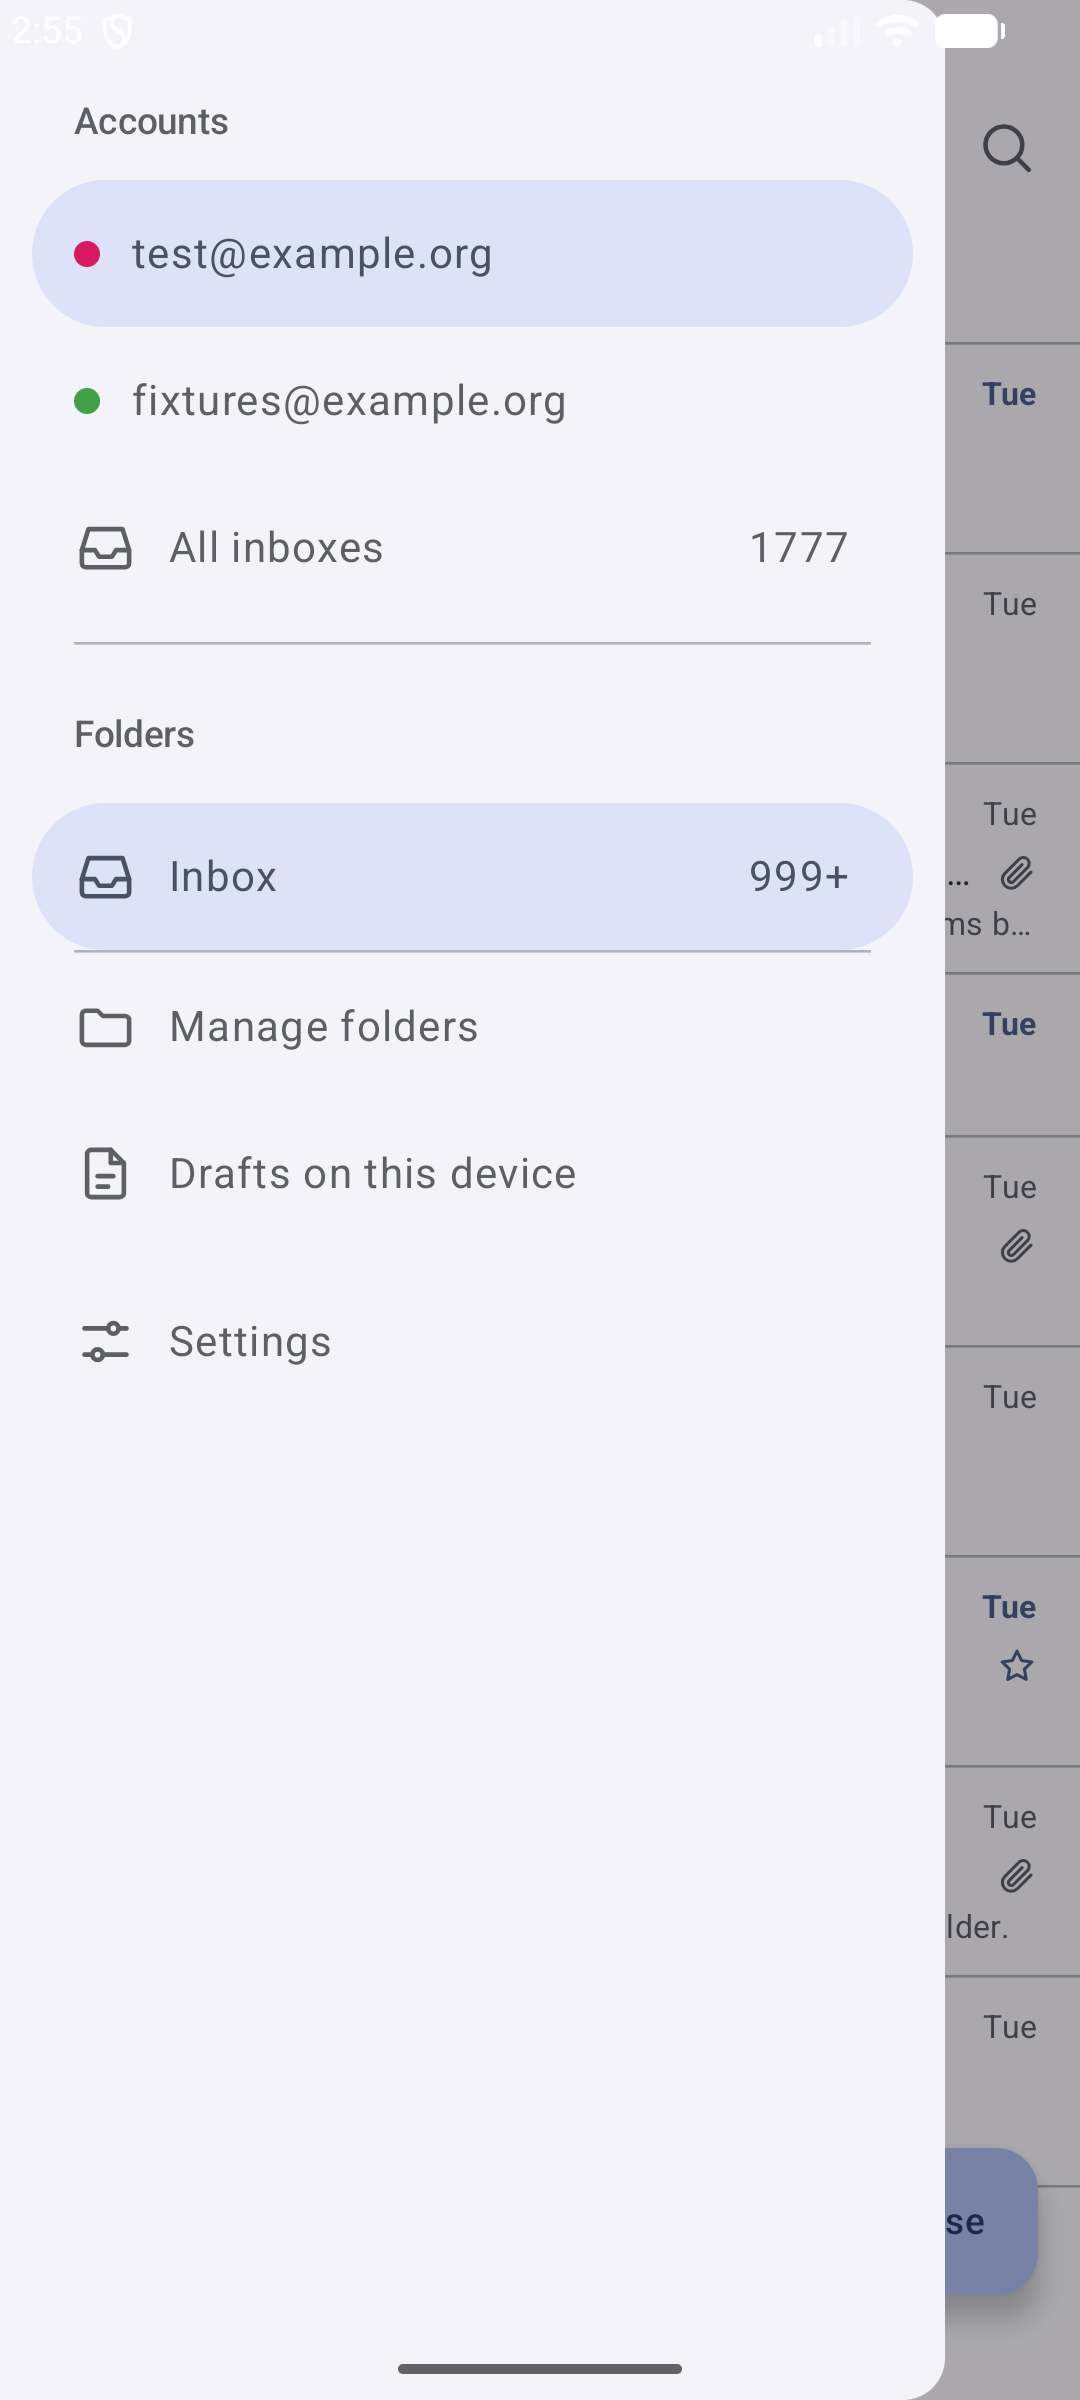 2:55
Accounts
test@example.org
Tue
fixtures@example.org
All inboxes 1777
Tue
Folders
Tue
Inbox 999+
...
ms b...
Manage folders
Tue
Drafts on this device
Tue
Settings
Tue
Tue
Tue
lder.
Tue
se